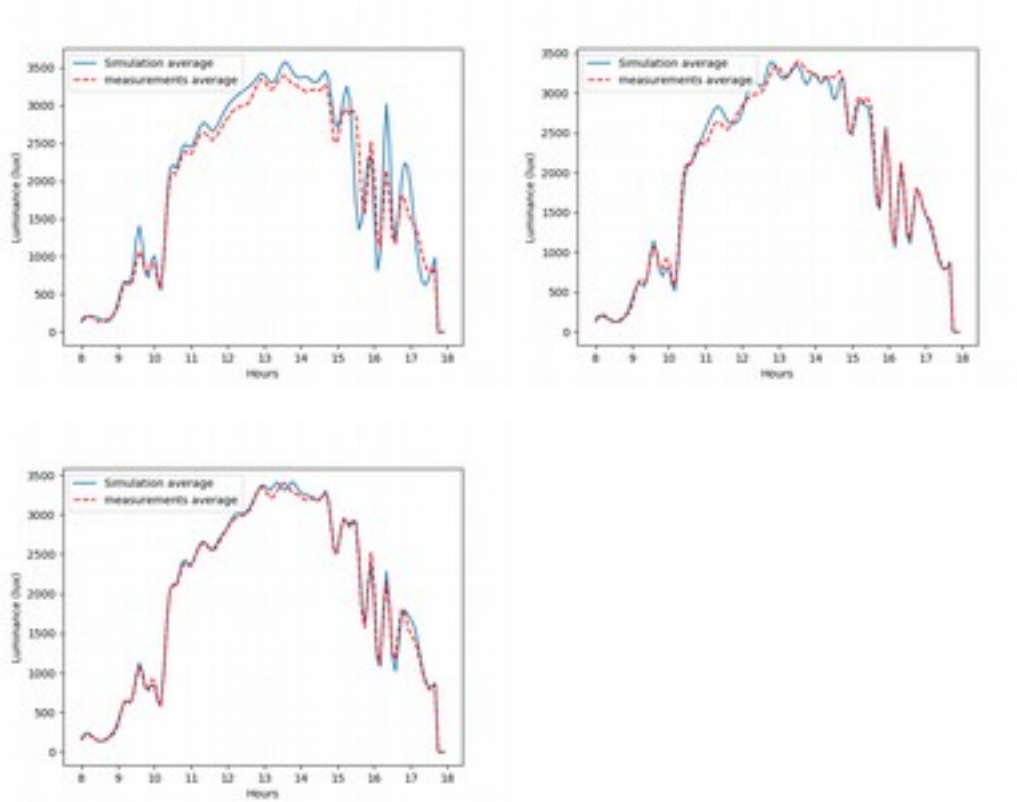 Simulation average
measurements average
3500
3000
2500
2000
1500
1000
500
0
Luminance (lux)
8 9 10 11 12 13 14 15 16 17 18
Hours
Simulation average
measurements average
3500
3000
2500
2000
1500
1000
500
0
Luminance (lux)
8 9 10 11 12 13 14 15 16 17 18
Hours
Simulation average
measurements average
3500
3000
2500
2000
1500
1000
500
0
Luminance (lux)
8 9 10 11 12 13 14 15 16 17 18
Hours